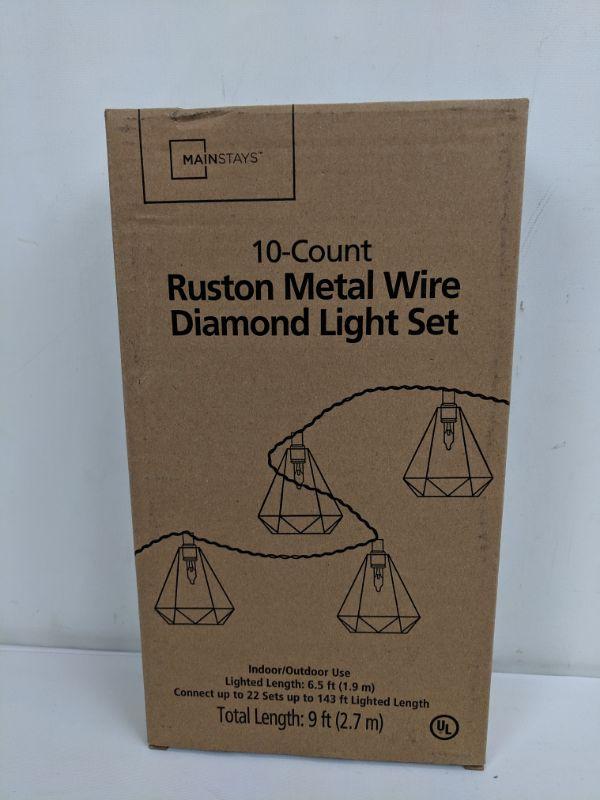 MAINSTAYS™
10-Count
Ruston Metal Wire
Diamond Light Set
Indoor/Outdoor Use
Lighted Length: 6.5 ft (1.9 m)
Connect up to 22 Sets up to 143 ft Lighted Length
Total Length: 9 ft (2.7 m)
UL